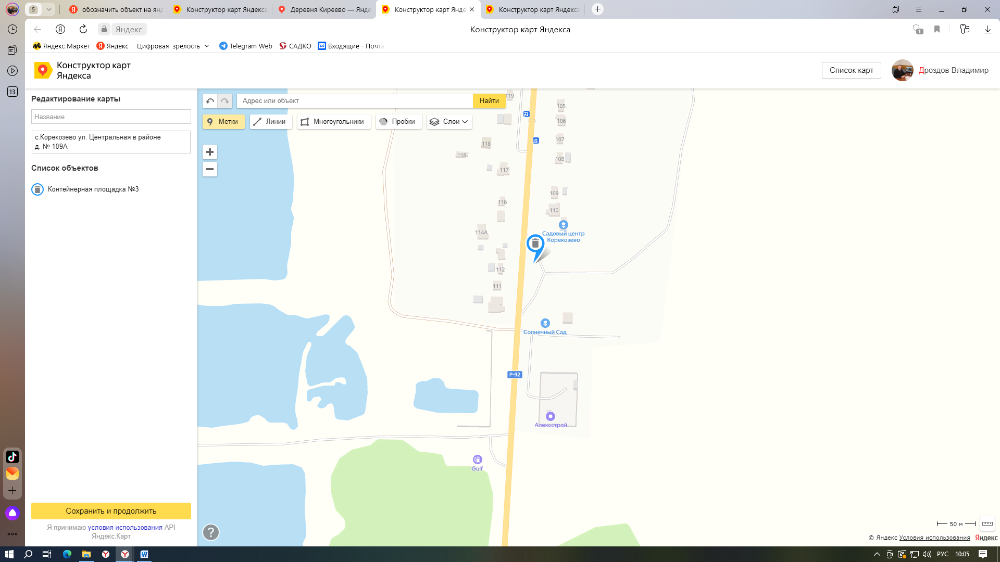 5
обозначить объект на янд
Конструктор карт Яндекса
Деревня Киреево — Янде
Конструктор карт Янде
Конструктор карт Яндекса
Яндекс
Конструктор карт Яндекса
1
Яндекс Маркет
Яндекс
Цифровая зрелость
Telegram Web
САДКО
Входящие - Почта
13
Конструктор карт
Яндекса
Список карт
Дроздов Владимир
Редактирование карты
Название
с.Корекозево ул. Центральная в районе
д. № 109А
Список объектов
Контейнерная площадка №3
Адрес или объект
Найти
Метки
Линии
Многоугольники
Пробки
Слои
119
105
106
107
118
118
108
117
109
116
110
Садовый центр
Корекозево
114А
112
111
Солнечный Сад
Р-92
Алексстрой
Gulf
Сохранить и продолжить
Я принимаю условия использования API
Яндекс.Карт
?
50 м
© Яндекс Условия использования
Яндекс
РУС
10:05